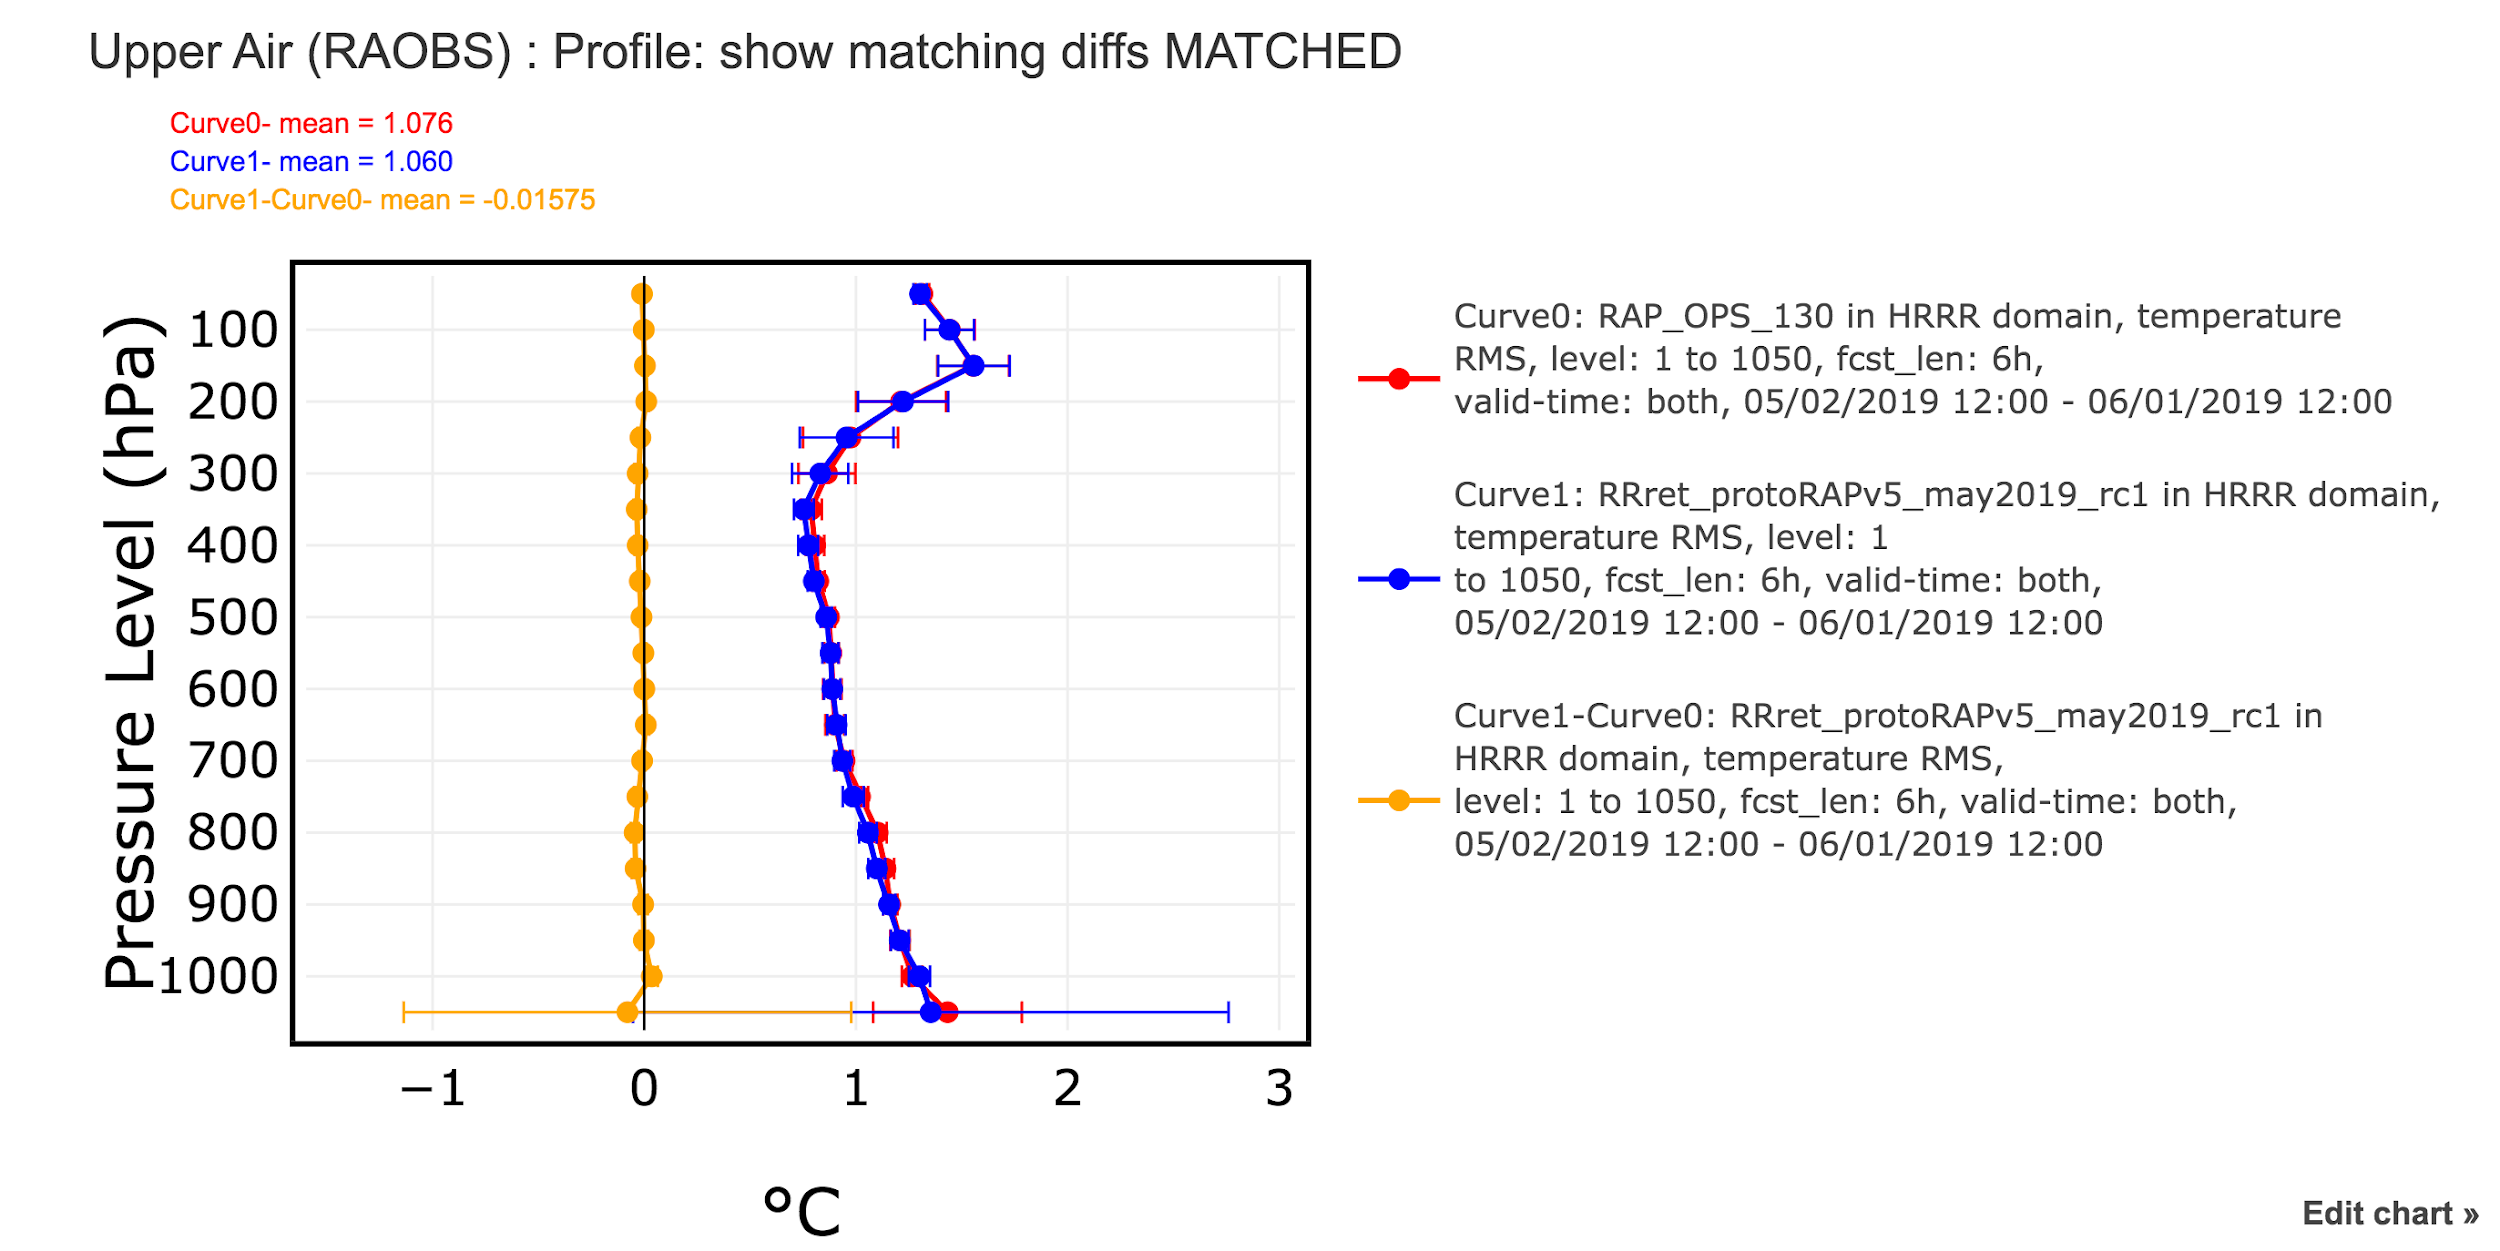 Upper Air (RAOBS) : Profile: show matching diffs MATCHED
Curve0- mean = 1.076
Curve1- mean = 1.060
Curve1-Curve0- mean = -0.01575
Pressure Level (hPa)
100
200
300
400
500
600
700
800
900
1000
−1
0
1
2
3
°C
Curve0: RAP_OPS_130 in HRRR domain, temperature
RMS, level: 1 to 1050, fcst_len: 6h,
valid-time: both, 05/02/2019 12:00 - 06/01/2019 12:00
Curve1: RRret_protoRAPv5_may2019_rc1 in HRRR domain,
temperature RMS, level: 1
to 1050, fcst_len: 6h, valid-time: both,
05/02/2019 12:00 - 06/01/2019 12:00
Curve1-Curve0: RRret_protoRAPv5_may2019_rc1 in
HRRR domain, temperature RMS,
level: 1 to 1050, fcst_len: 6h, valid-time: both,
05/02/2019 12:00 - 06/01/2019 12:00
Edit chart »